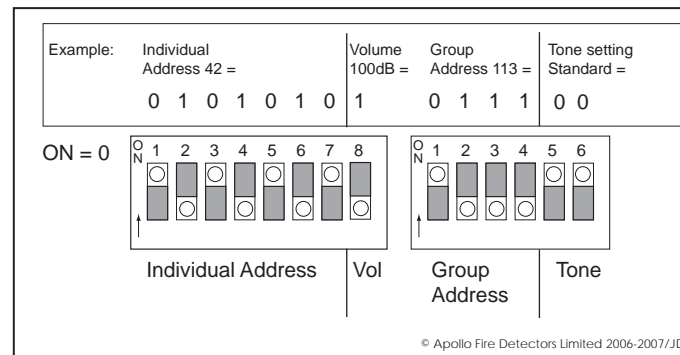 Example: Individual Volume Group Tone setting
Address 42 = 100dB = Address 113 = Standard =
0 1 0 1 0 1 0 1 0 1 1 1 0 0
ON = 0 ON 1 2 3 4 5 6 7 8 ON 1 2 3 4 5 6
Individual Address Vol Group Tone
Address
© Apollo Fire Detectors Limited 2006-2007/JD